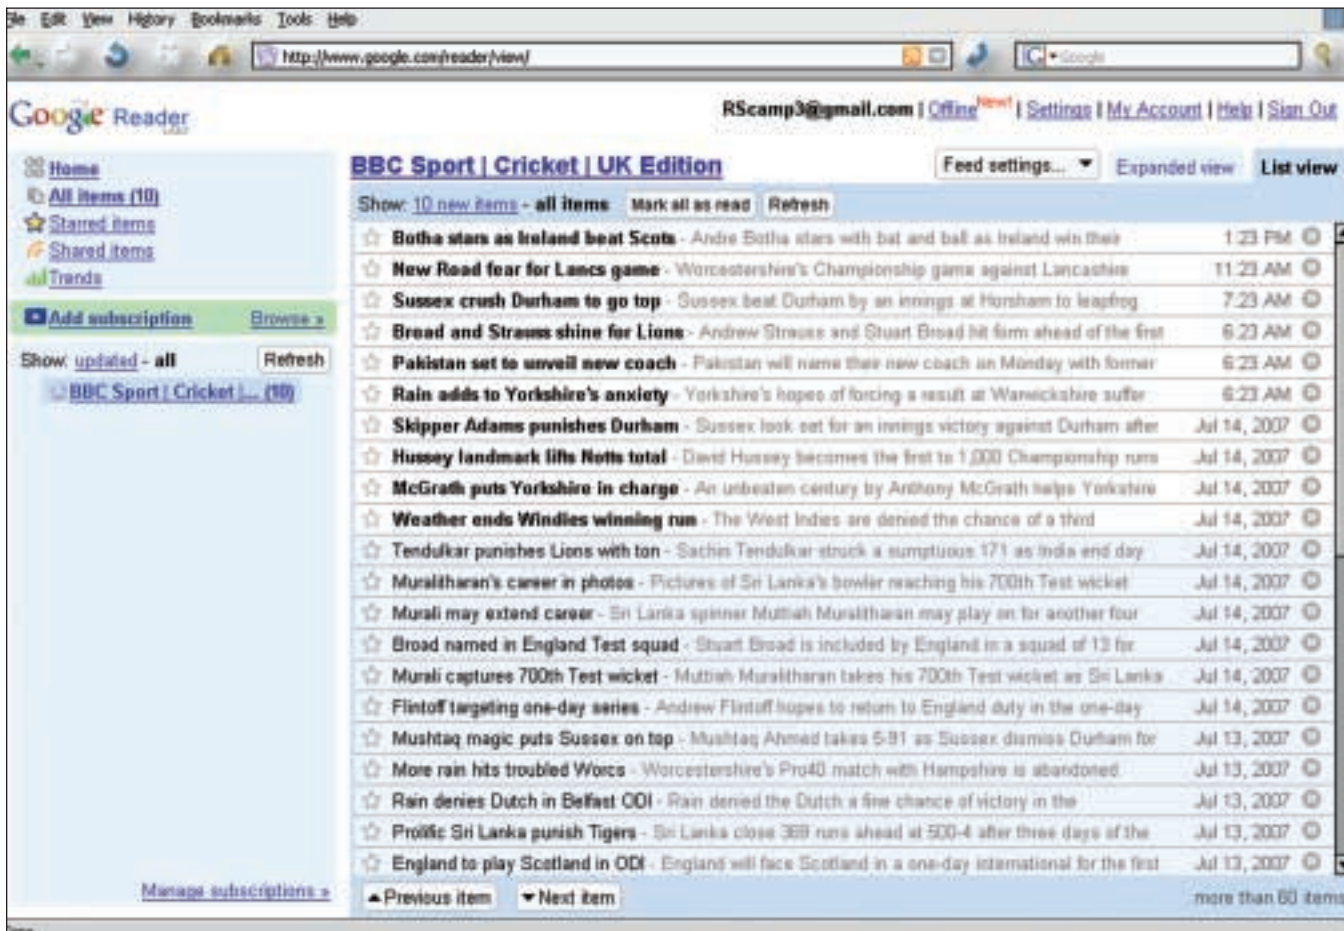 File Edit View History Bookmarks Tools Help
http://www.google.com/reader/view/
Google
Google Reader
RScamp3@gmail.com | Offline New! | Settings | My Account | Help | Sign Out
Home
All items (10)
Starred items
Shared items
Trends
Add subscription Browse »
Show: updated - all Refresh
BBC Sport | Cricket |... (10)
Manage subscriptions »
BBC Sport | Cricket | UK Edition Feed settings... Expanded view List view
Show: 10 new items - all items Mark all as read Refresh
Botha stars as Ireland beat Scots - Andre Botha stars with bat and ball as Ireland win their 1:23 PM
New Road fear for Lancs game - Worcestershire's Championship game against Lancashire 11:23 AM
Sussex crush Durham to go top - Sussex beat Durham by an innings at Horsham to leapfrog 7:23 AM
Broad and Strauss shine for Lions - Andrew Strauss and Stuart Broad hit form ahead of the first 6:23 AM
Pakistan set to unveil new coach - Pakistan will name their new coach on Monday with former 6:23 AM
Rain adds to Yorkshire's anxiety - Yorkshire's hopes of forcing a result at Warwickshire suffer 6:23 AM
Skipper Adams punishes Durham - Sussex look set for an innings victory against Durham after Jul 14, 2007
Hussey landmark lifts Notts total - David Hussey becomes the first to 1,000 Championship runs Jul 14, 2007
McGrath puts Yorkshire in charge - An unbeaten century by Anthony McGrath helps Yorkshire Jul 14, 2007
Weather ends Windies winning run - The West Indies are denied the chance of a third Jul 14, 2007
Tendulkar punishes Lions with ton - Sachin Tendulkar struck a sumptuous 171 as India end day Jul 14, 2007
Muralitharan's career in photos - Pictures of Sri Lanka's bowler reaching his 700th Test wicket Jul 14, 2007
Murali may extend career - Sri Lanka spinner Muttiah Muralitharan may play on for another four Jul 14, 2007
Broad named in England Test squad - Stuart Broad is included by England in a squad of 13 for Jul 14, 2007
Murali captures 700th Test wicket - Muttiah Muralitharan takes his 700th Test wicket as Sri Lanka Jul 14, 2007
Flintoff targeting one-day series - Andrew Flintoff hopes to return to England duty in the one-day Jul 14, 2007
Mushtaq magic puts Sussex on top - Mushtaq Ahmed takes 5-91 as Sussex dismiss Durham for Jul 13, 2007
More rain hits troubled Worcs - Worcestershire's Pro40 match with Hampshire is abandoned Jul 13, 2007
Rain denies Dutch in Belfast ODI - Rain denied the Dutch a fine chance of victory in the Jul 13, 2007
Prolific Sri Lanka punish Tigers - Sri Lanka close 369 runs ahead at 500-4 after three days of the Jul 13, 2007
England to play Scotland in ODI - England will face Scotland in a one-day international for the first Jul 13, 2007
Previous item Next item more than 60 items